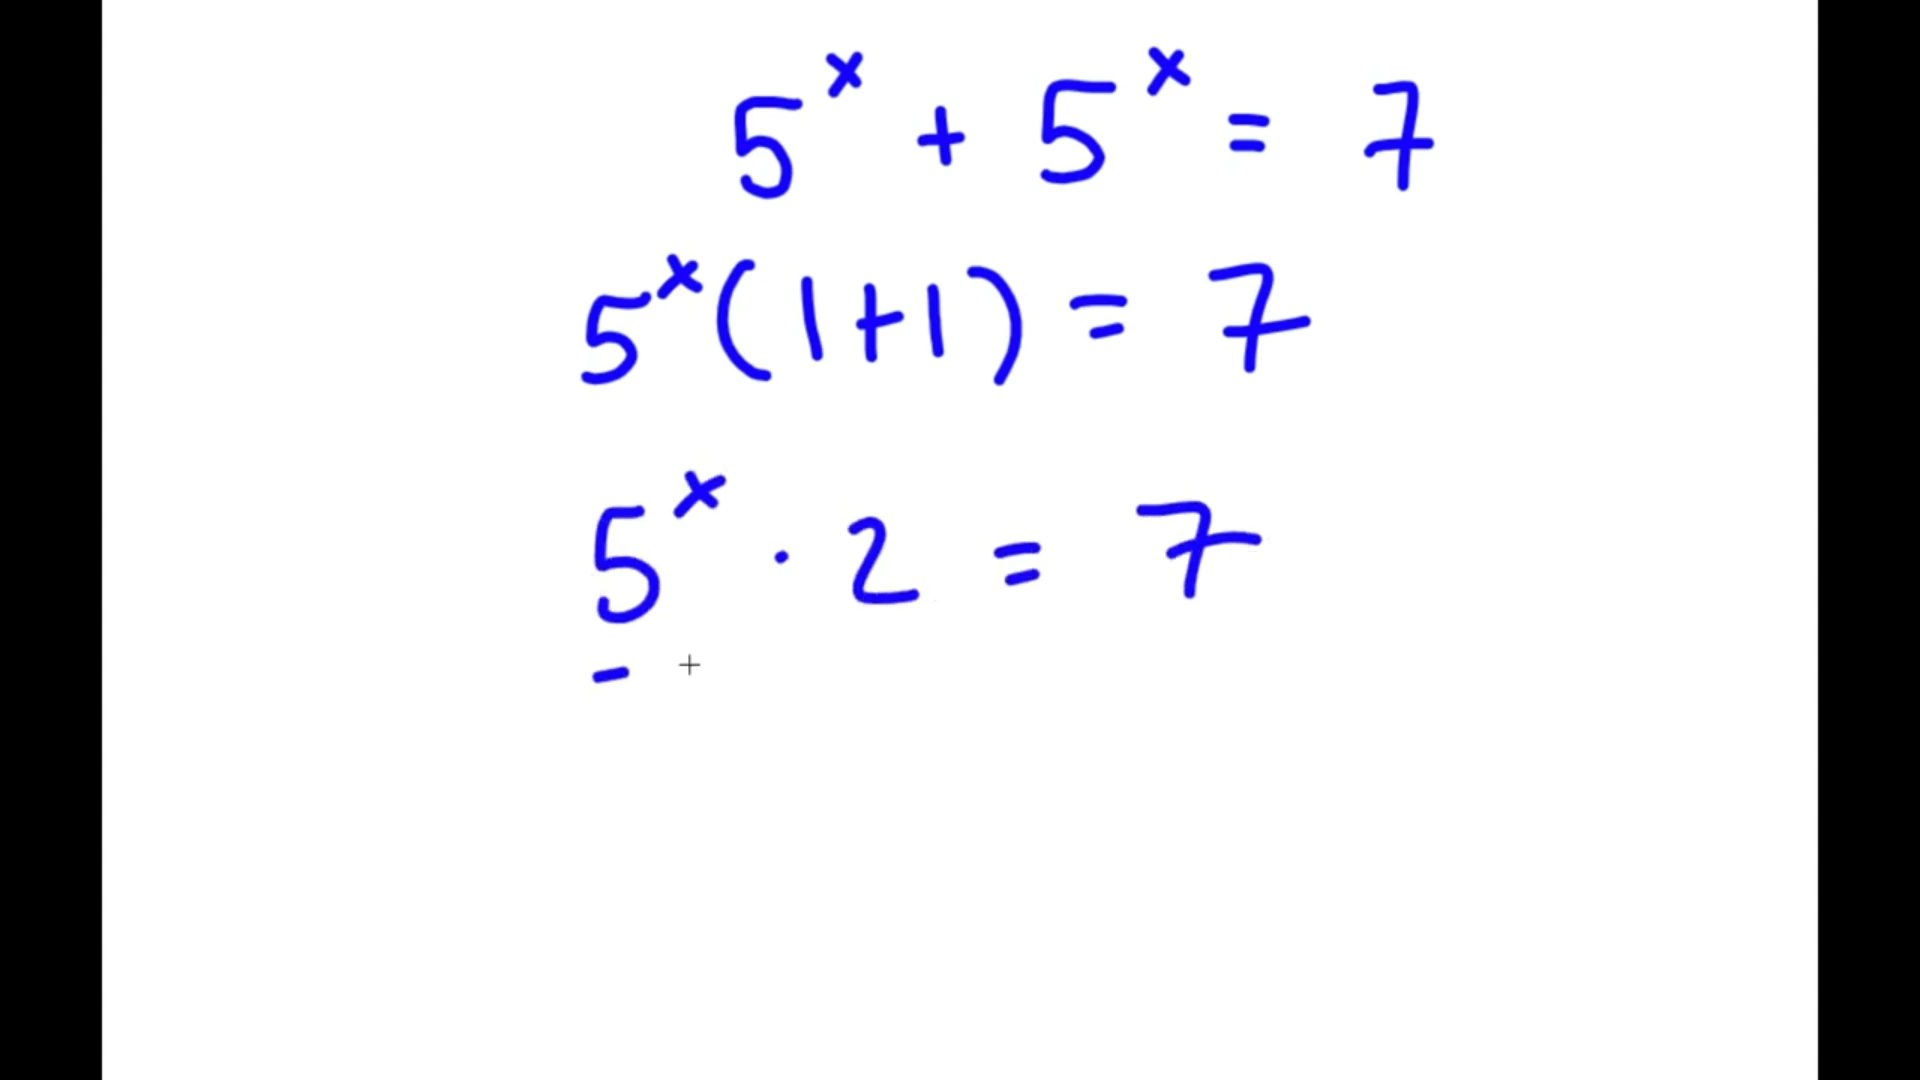 5^x + 5^x = 7
5^x (1+1) = 7
5^x · 2 = 7
-